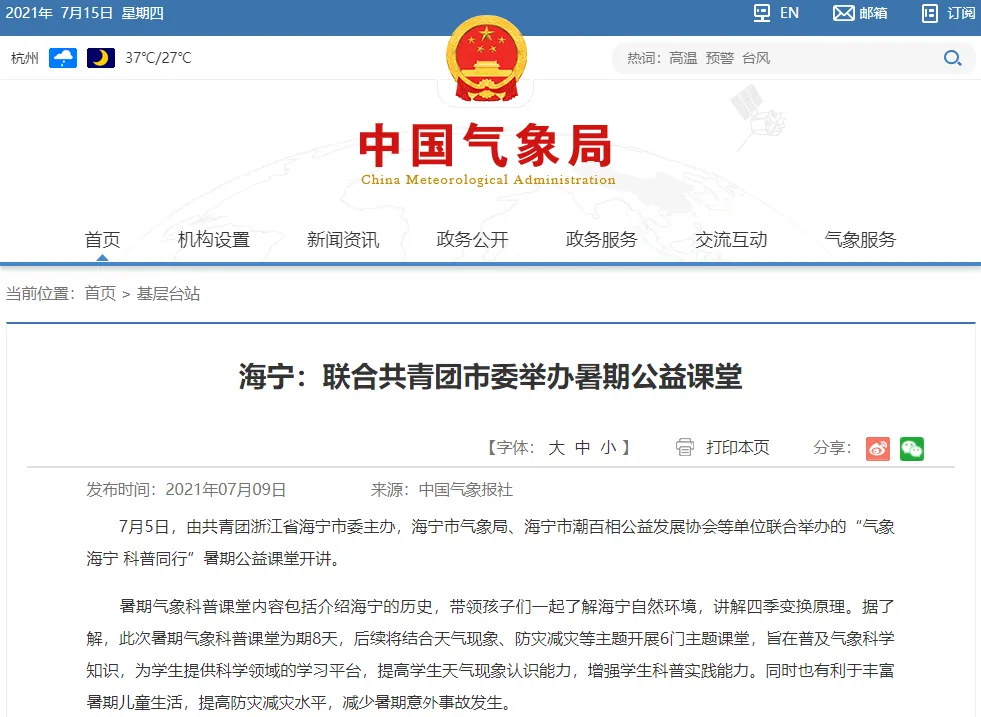 2021年 7月15日 星期四
EN 邮箱 订阅
杭州 37℃/27℃
热词：高温 预警 台风
中国气象局
China Meteorological Administration
首页 机构设置 新闻资讯 政务公开 政务服务 交流互动 气象服务
当前位置：首页 > 基层台站
海宁：联合共青团市委举办暑期公益课堂
【字体： 大 中 小 】 打印本页 分享：
发布时间：2021年07月09日 来源：中国气象报社
7月5日，由共青团浙江省海宁市委主办，海宁市气象局、海宁市潮百相公益发展协会等单位联合举办的“气象
海宁 科普同行”暑期公益课堂开讲。
暑期气象科普课堂内容包括介绍海宁的历史，带领孩子们一起了解海宁自然环境，讲解四季变换原理。据了
解，此次暑期气象科普课堂为期8天，后续将结合天气现象、防灾减灾等主题开展6门主题课堂，旨在普及气象科学
知识，为学生提供科学领域的学习平台，提高学生天气现象认识能力，增强学生科普实践能力。同时也有利于丰富
暑期儿童生活，提高防灾减灾水平，减少暑期意外事故发生。